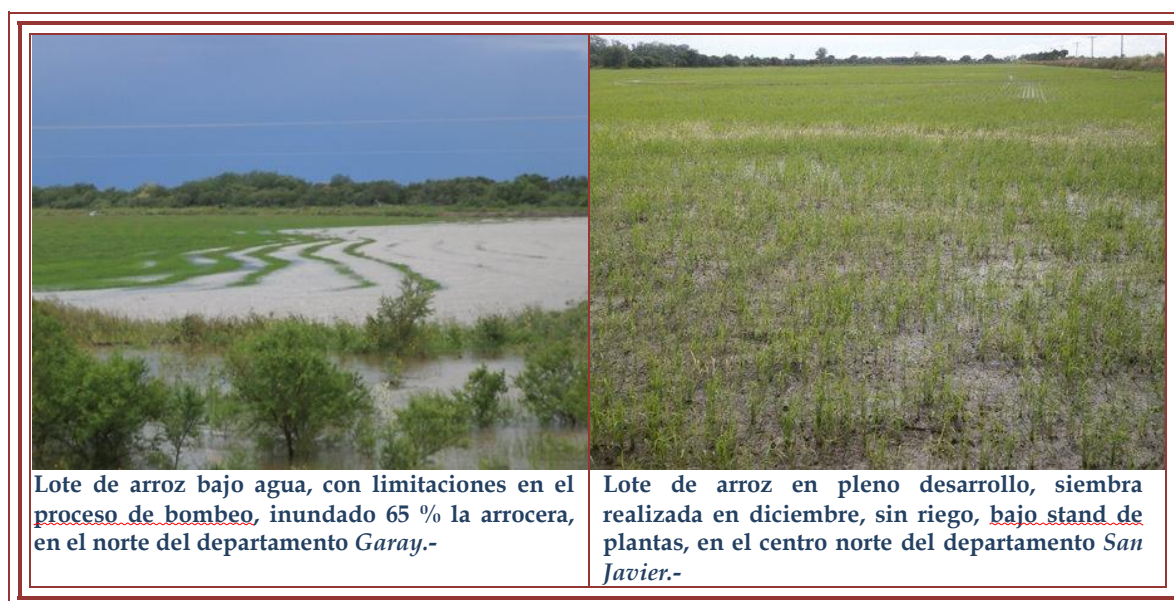 Lote de arroz bajo agua, con limitaciones en el
proceso de bombeo, inundado 65 % la arrocera,
en el norte del departamento Garay.-
Lote de arroz en pleno desarrollo, siembra
realizada en diciembre, sin riego, bajo stand de
plantas, en el centro norte del departamento San
Javier.-